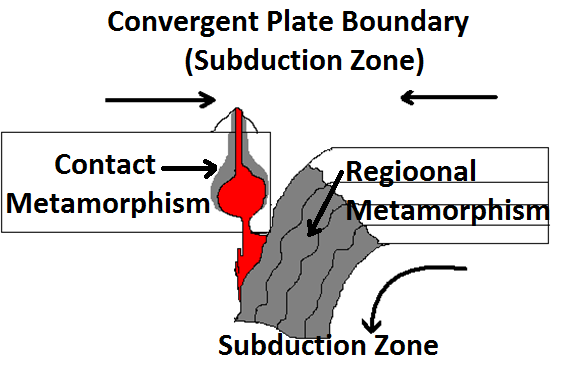 Convergent Plate Boundary
(Subduction Zone)
Contact
Metamorphism
Regioonal
Metamorphism
Subduction Zone